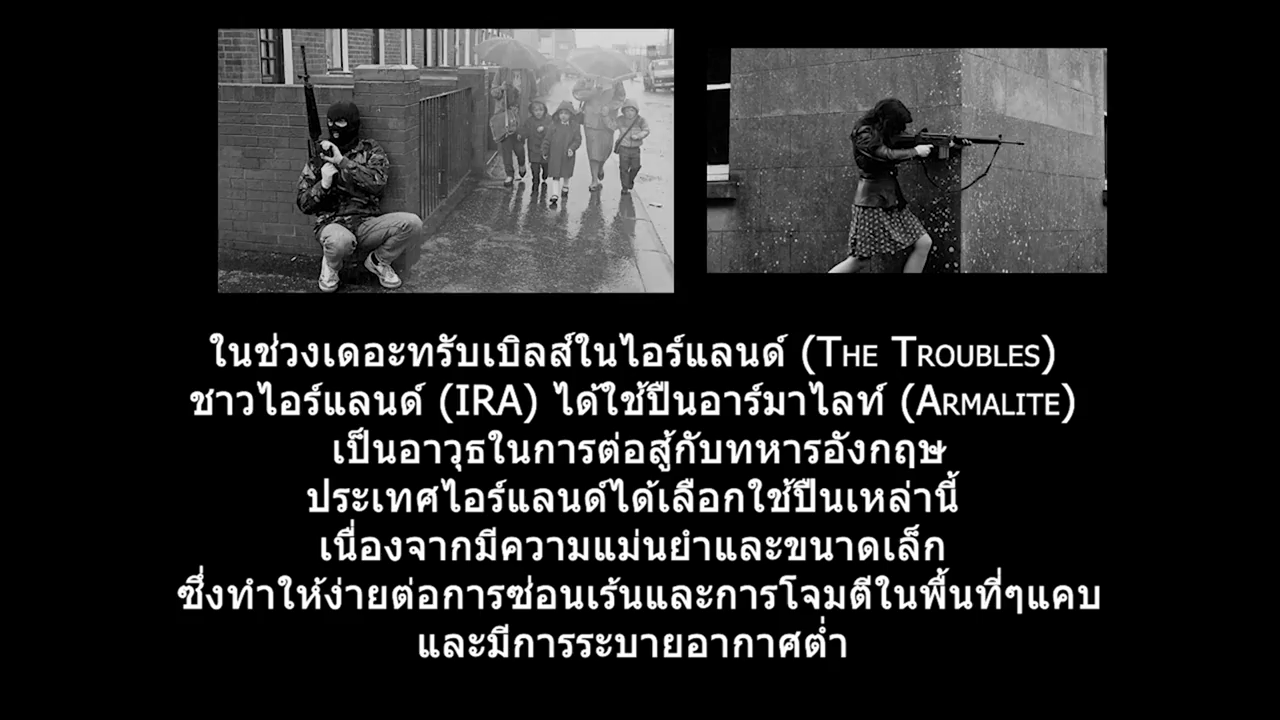 ในช่วงเดอะทรับเบิลส์ในไอร์แลนด์ (THE TROUBLES)
ชาวไอร์แลนด์ (IRA) ได้ใช้ปืนอาร์มาไลท์ (ARMALITE)
เป็นอาวุธในการต่อสู้กับทหารอังกฤษ
ประเทศไอร์แลนด์ได้เลือกใช้ปืนเหล่านี้
เนื่องจากมีความแม่นยำและขนาดเล็ก
ซึ่งทำให้ง่ายต่อการซ่อนเร้นและการโจมตีในพื้นที่ๆแคบ
และมีการระบายอากาศต่ำ